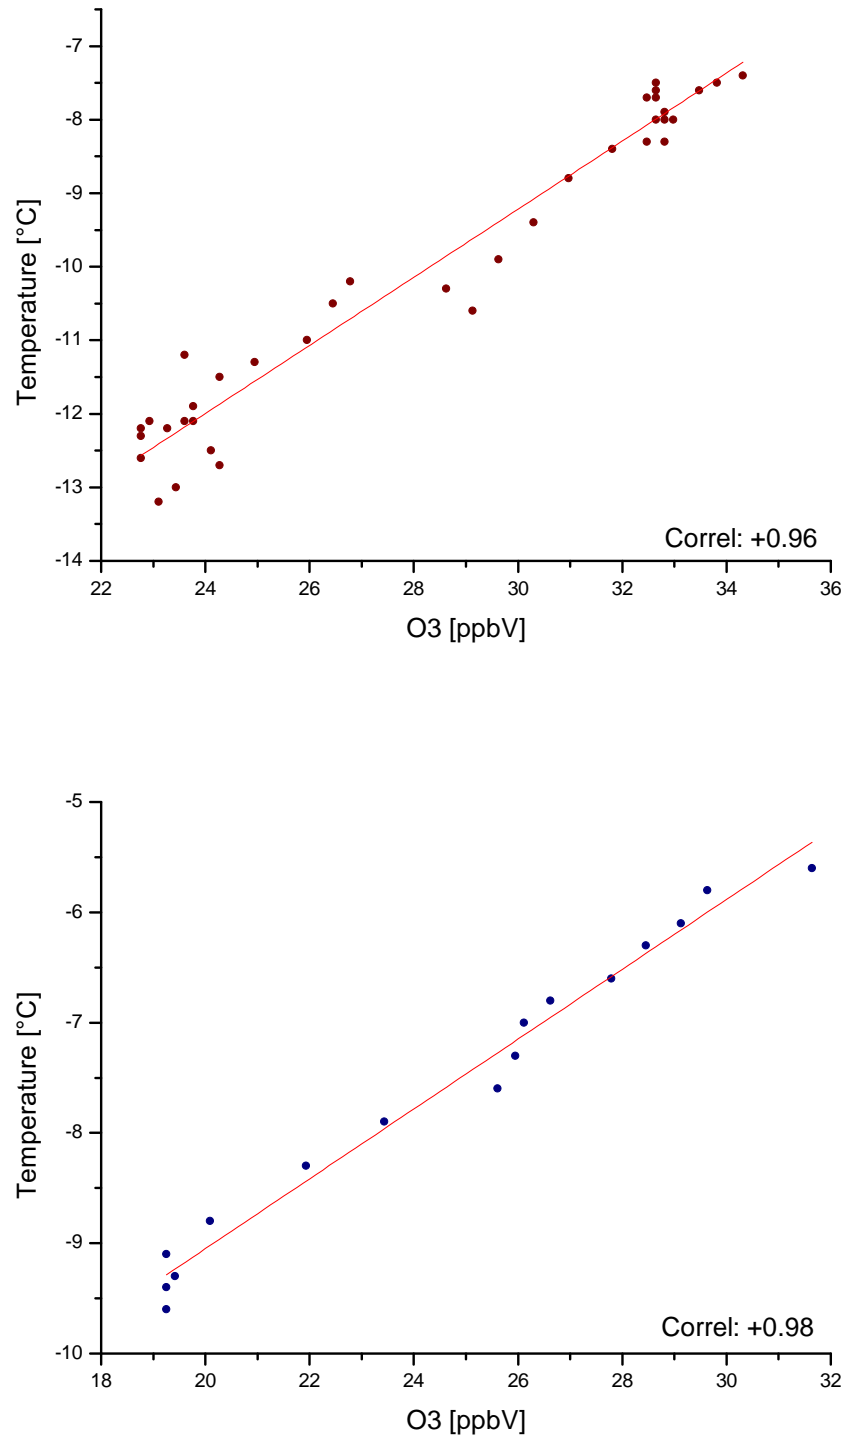 -7
-8
-9
-10
-11
-12
-13
-14
Temperature [°C]
Correl: +0.96
22 24 26 28 30 32 34 36
O3 [ppbV]
-5
-6
-7
-8
-9
-10
Temperature [°C]
Correl: +0.98
18 20 22 24 26 28 30 32
O3 [ppbV]